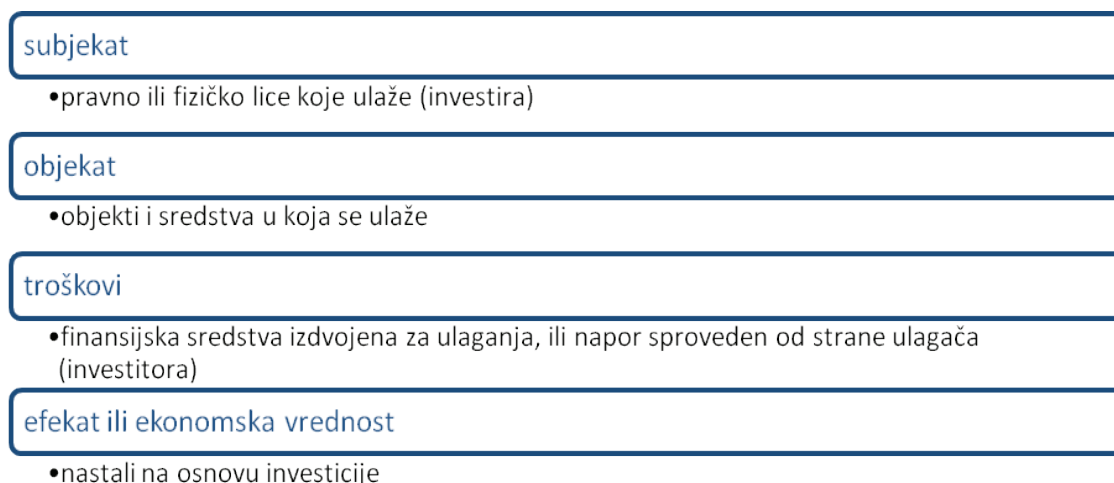 subjekat
•pravno ili fizičko lice koje ulaže (investira)
objekat
•objekti i sredstva u koja se ulaže
troškovi
•finansijska sredstva izdvojena za ulaganja, ili napor sproveden od strane ulagača
(investitora)
efekat ili ekonomska vrednost
•nastali na osnovu investicije